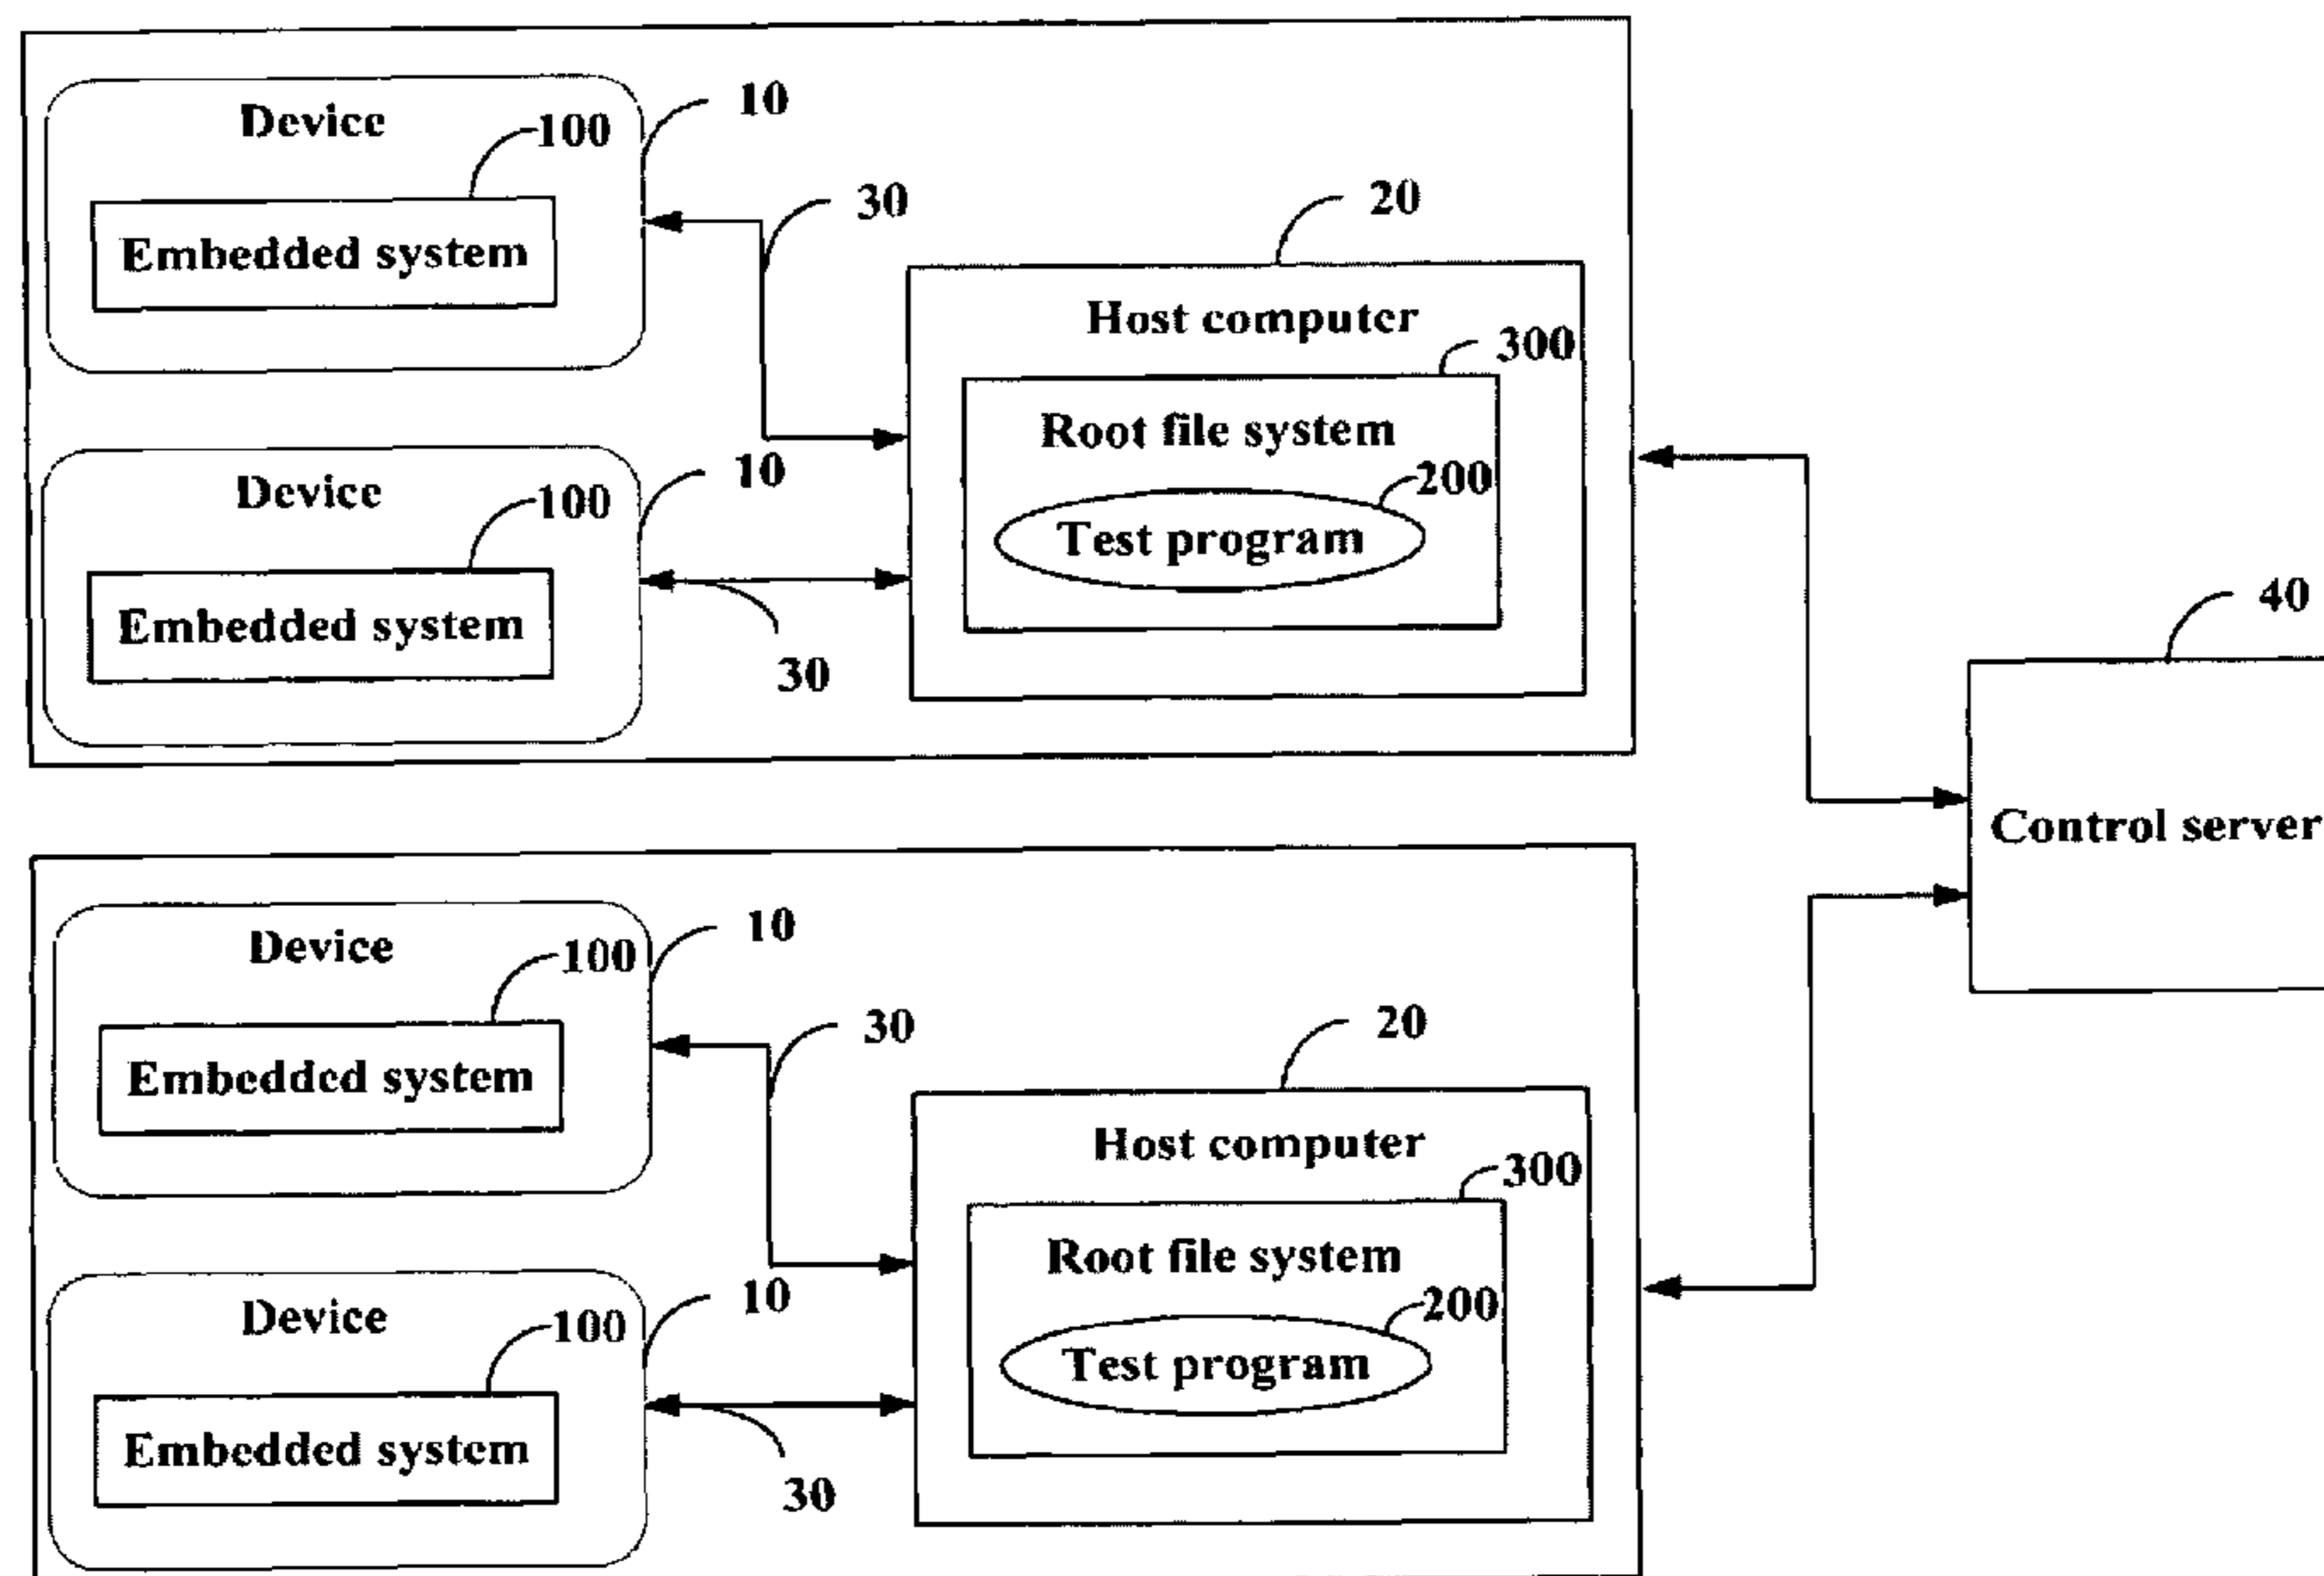 Device
10
100
Embedded system
30
20
Host computer
300
Root file system
200
Test program
Device
10
100
Embedded system
30
40
Control server
Device
10
100
Embedded system
30
20
Host computer
300
Root file system
200
Test program
Device
10
100
Embedded system
30